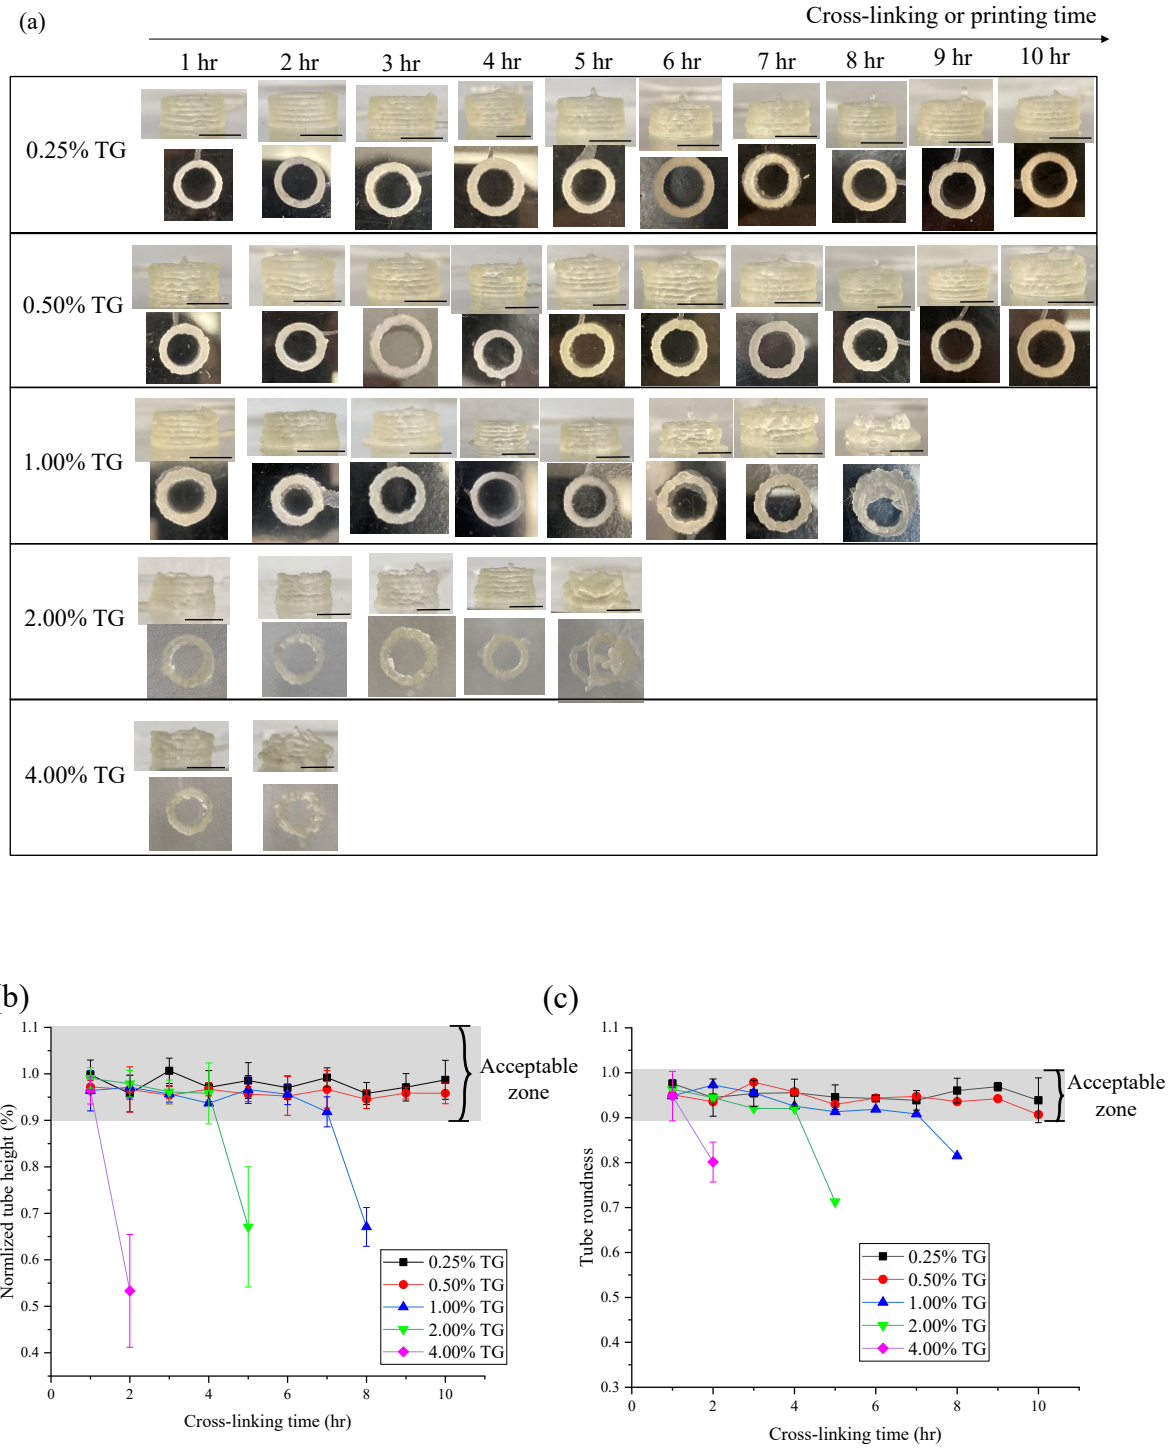 (a)
Cross-linking or printing time
1 hr 2 hr 3 hr 4 hr 5 hr 6 hr 7 hr 8 hr 9 hr 10 hr
0.25% TG
0.50% TG
1.00% TG
2.00% TG
4.00% TG
b)
1.1
1.0
0.9
0.8
0.7
0.6
0.5
0.4
Normlized tube height (%)
0 2 4 6 8 10
Cross-linking time (hr)
Acceptable
zone
0.25% TG
0.50% TG
1.00% TG
2.00% TG
4.00% TG
(c)
1.1
1.0
0.9
0.8
0.7
0.6
0.5
0.4
0.3
Tube roundness
0 2 4 6 8 10
Cross-linking time (hr)
Acceptable
zone
0.25% TG
0.50% TG
1.00% TG
2.00% TG
4.00% TG